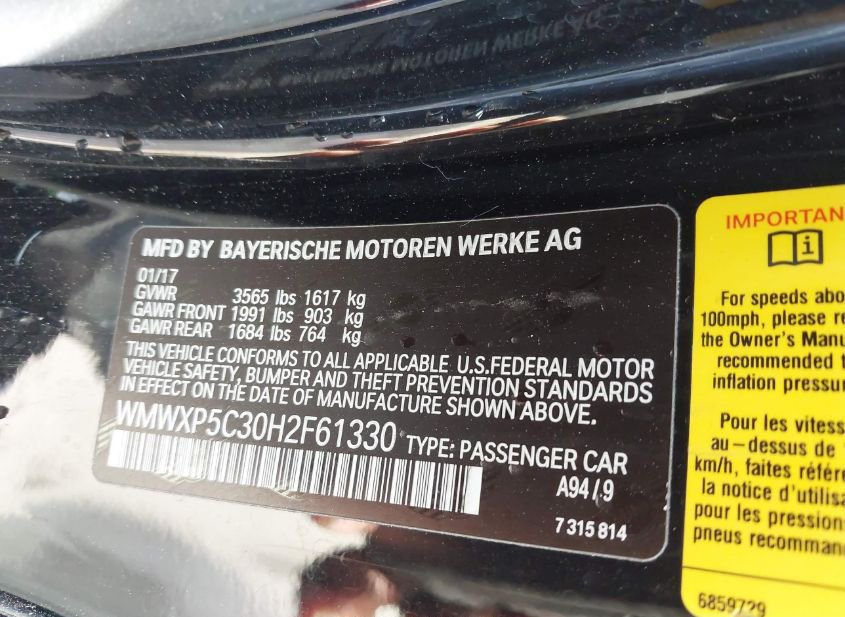 MFD BY BAYERISCHE MOTOREN WERKE AG
01/17
GVWR 3565 lbs 1617 kg
GAWR FRONT 1991 lbs 903 kg
GAWR REAR 1684 lbs 764 kg
THIS VEHICLE CONFORMS TO ALL APPLICABLE U.S.FEDERAL MOTOR
VEHICLE SAFETY, BUMPER AND THEFT PREVENTION STANDARDS
IN EFFECT ON THE DATE OF MANUFACTURE SHOWN ABOVE.
WMWXP5C30H2F61330 TYPE: PASSENGER CAR
A94/9
7 315 814
IMPORTAN
For speeds abo
100mph, please re
the Owner's Manu
recommended t
inflation pressu
Pour les vitess
au-dessus de
km/h, faites référe
la notice d'utilisa
pour les pression
pneus recomman
6859729